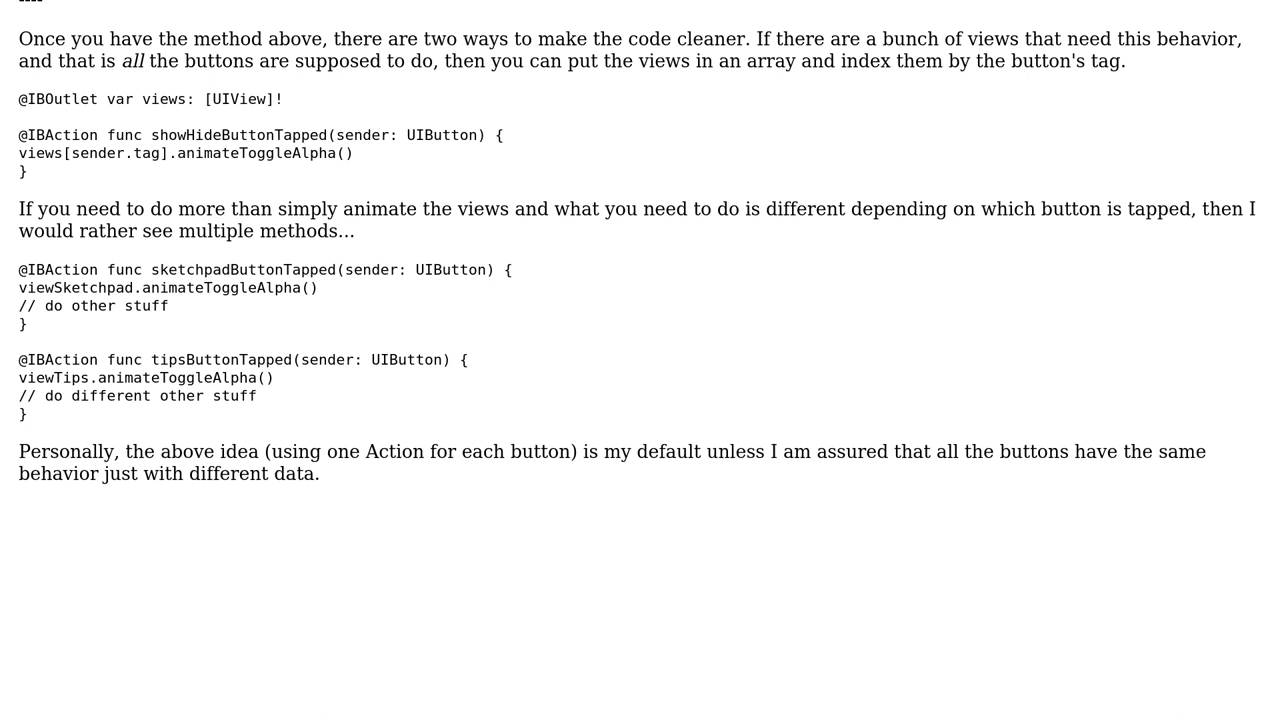 Once you have the method above, there are two ways to make the code cleaner. If there are a bunch of views that need this behavior,
and that is all the buttons are supposed to do, then you can put the views in an array and index them by the button's tag.
@IBOutlet var views: [UIView]!
@IBAction func showHideButtonTapped(sender: UIButton) {
views[sender.tag].animateToggleAlpha()
}
If you need to do more than simply animate the views and what you need to do is different depending on which button is tapped, then I
would rather see multiple methods...
@IBAction func sketchpadButtonTapped(sender: UIButton) {
viewSketchpad.animateToggleAlpha()
// do other stuff
}
@IBAction func tipsButtonTapped(sender: UIButton) {
viewTips.animateToggleAlpha()
// do different other stuff
}
Personally, the above idea (using one Action for each button) is my default unless I am assured that all the buttons have the same
behavior just with different data.